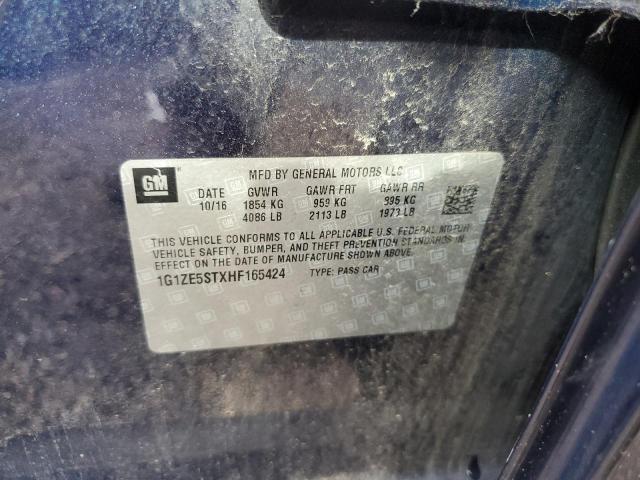 GM
MFD BY GENERAL MOTORS LLC
DATE GVWR GAWR FRT GAWR RR
10/16 1854 KG 959 KG 895 KG
4086 LB 2113 LB 1973 LB
THIS VEHICLE CONFORMS TO ALL APPLICABLE U.S. FEDERAL MOTOR
VEHICLE SAFETY, BUMPER, AND THEFT PREVENTION STANDARDS IN
EFFECT ON THE DATE OF MANUFACTURE SHOWN ABOVE.
1G1ZE5STXHF165424 TYPE: PASS CAR